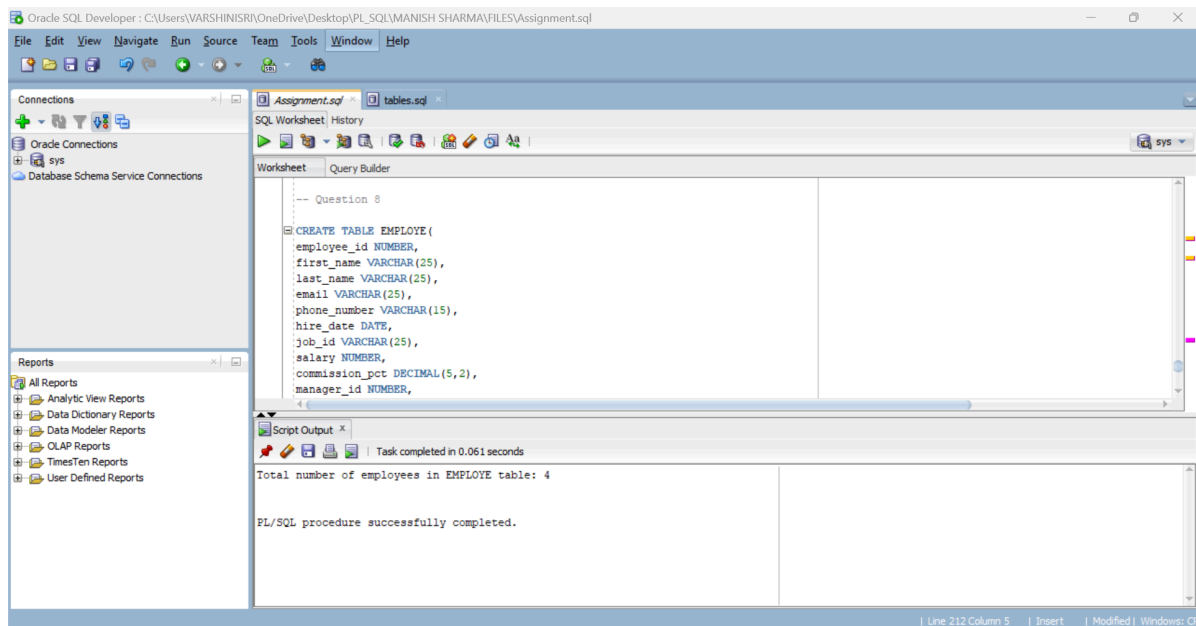 Oracle SQL Developer : C:\Users\VARSHINISRI\OneDrive\Desktop\PL_SQL\MANISH SHARMA\FILES\Assignment.sql
File Edit View Navigate Run Source Team Tools Window Help
Connections
Oracle Connections
sys
Database Schema Service Connections
Reports
All Reports
Analytic View Reports
Data Dictionary Reports
Data Modeler Reports
OLAP Reports
TimesTen Reports
User Defined Reports
Assignment.sql tables.sql
SQL Worksheet History
sys
Worksheet Query Builder
-- Question 8
CREATE TABLE EMPLOYE(
employee_id NUMBER,
first_name VARCHAR(25),
last_name VARCHAR(25),
email VARCHAR(25),
phone_number VARCHAR(15),
hire_date DATE,
job_id VARCHAR(25),
salary NUMBER,
commission_pct DECIMAL(5,2),
manager_id NUMBER,
Script Output
Task completed in 0.061 seconds
Total number of employees in EMPLOYE table: 4
PL/SQL procedure successfully completed.
| Line 212 Column 5 | Insert | Modified | Windows: C